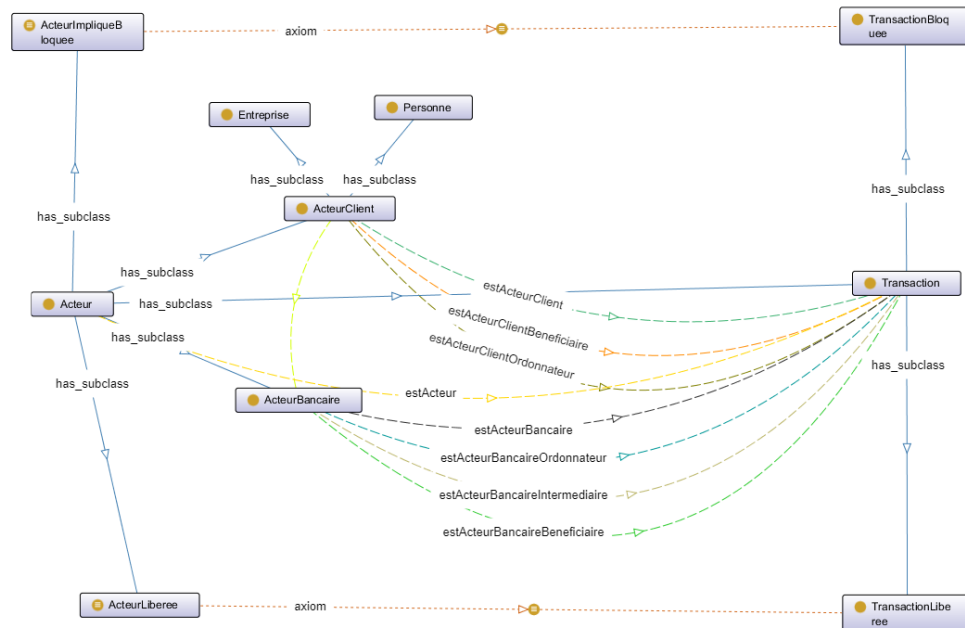 ActeurImpliqueB
loquee
axiom
TransactionBloq
uee
Entreprise
Personne
has_subclass
has_subclass
has_subclass
has_subclass
ActeurClient
has_subclass
Acteur
has_subclass
has_subclass
estActeurClient
Transaction
estActeurClientBeneficiaire
estActeurClientOrdonnateur
has_subclass
has_subclass
estActeur
ActeurBancaire
estActeurBancaire
estActeurBancaireOrdonnateur
estActeurBancaireIntermediaire
estActeurBancaireBeneficiaire
ActeurLiberee
axiom
TransactionLibe
ree